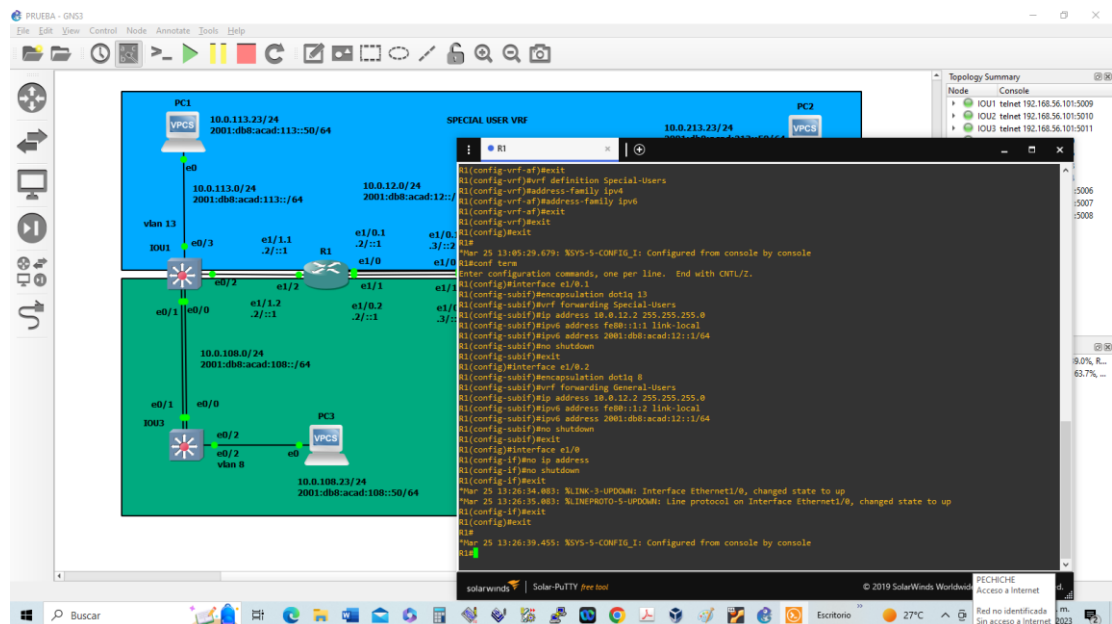 PRUEBA - GNS3
File Edit View Control Node Annotate Tools Help
PC1
VPCS
10.0.113.23/24
2001:db8:acad:113::50/64
SPECIAL USER VRF
PC2
10.0.213.23/24
VPCS
e0
10.0.113.0/24
2001:db8:acad:113::/64
10.0.12.0/24
2001:db8:acad:12::/
vlan 13
IOU1
e0/3
e1/1.1
.2/::1
R1
e1/0.1
.2/::1
e1/0
e0/2
e1/2
e1/1
e1/1.2
.2/::1
e1/0.2
.2/::1
e0/1
e0/0
10.0.108.0/24
2001:db8:acad:108::/64
e0/1
e0/0
IOU3
e0/2
e0/2
vlan 8
e0
PC3
VPCS
10.0.108.23/24
2001:db8:acad:108::50/64
Topology Summary
Node Console
IOU1 telnet 192.168.56.101:5009
IOU2 telnet 192.168.56.101:5010
IOU3 telnet 192.168.56.101:5011
:5006
:5007
:5008
R1
R1(config-vrf-af)#exit
R1(config)#vrf definition Special-Users
R1(config-vrf)#address-family ipv4
R1(config-vrf-af)#address-family ipv6
R1(config-vrf-af)#exit
R1(config-vrf)#exit
R1(config)#exit
R1#
*Mar 25 13:05:29.679: %SYS-5-CONFIG_I: Configured from console by console
R1#conf term
Enter configuration commands, one per line. End with CNTL/Z.
R1(config)#interface e1/0.1
R1(config-subif)#encapsulation dot1q 13
R1(config-subif)#vrf forwarding Special-Users
R1(config-subif)#ip address 10.0.12.2 255.255.255.0
R1(config-subif)#ipv6 address fe80::1:1 link-local
R1(config-subif)#ipv6 address 2001:db8:acad:12::1/64
R1(config-subif)#no shutdown
R1(config-subif)#exit
R1(config)#interface e1/0.2
R1(config-subif)#encapsulation dot1q 8
R1(config-subif)#vrf forwarding General-Users
R1(config-subif)#ip address 10.0.12.2 255.255.255.0
R1(config-subif)#ipv6 address fe80::1:2 link-local
R1(config-subif)#ipv6 address 2001:db8:acad:12::1/64
R1(config-subif)#no shutdown
R1(config-subif)#exit
R1(config)#interface e1/0
R1(config-if)#no ip address
R1(config-if)#no shutdown
R1(config-if)#exit
*Mar 25 13:26:34.083: %LINK-3-UPDOWN: Interface Ethernet1/0, changed state to up
*Mar 25 13:26:35.083: %LINEPROTO-5-UPDOWN: Line protocol on Interface Ethernet1/0, changed state to up
R1(config-if)#exit
R1(config)#exit
R1#
*Mar 25 13:26:39.455: %SYS-5-CONFIG_I: Configured from console by console
R1#
solarwinds Solar-PuTTY free tool
© 2019 SolarWinds Worldwid
9.0%, R...
63.7%, ...
PECHICHE
Acceso a Internet
Red no identificada
Sin acceso a Internet
Buscar
Escritorio
27°C
2023